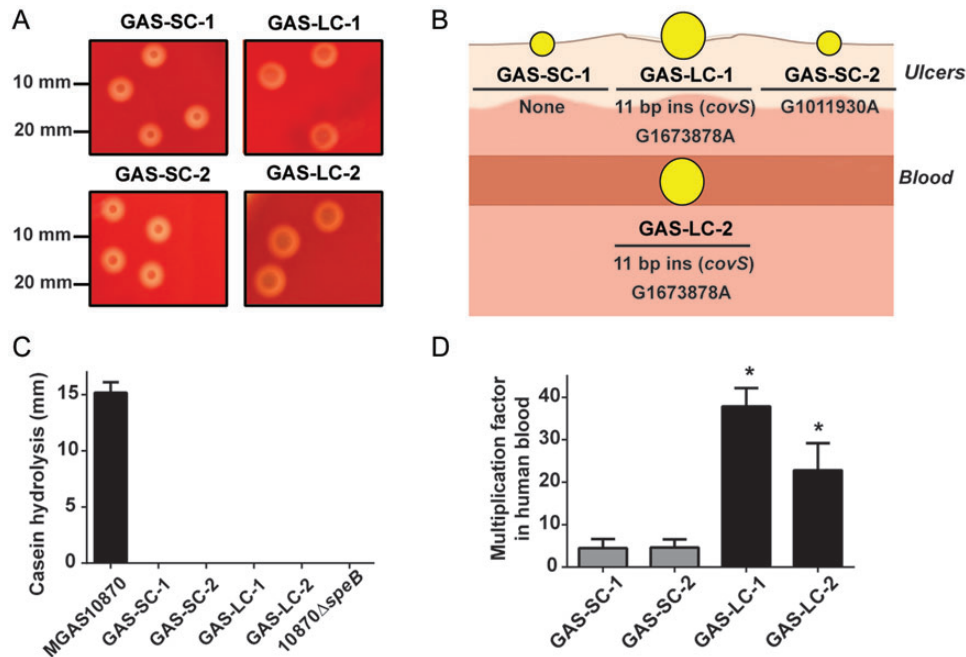 A
GAS-SC-1 GAS-LC-1
10 mm
20 mm
GAS-SC-2 GAS-LC-2
10 mm
20 mm
B
GAS-SC-1 GAS-LC-1 GAS-SC-2 Ulcers
None 11 bp ins (covS) G1011930A
G1673878A
Blood
GAS-LC-2
11 bp ins (covS)
G1673878A
C
Casein hydrolysis (mm)
15
10
5
0
MGAS10870
GAS-SC-1
GAS-SC-2
GAS-LC-1
GAS-LC-2
10870ΔspeB
D
Multiplication factor
in human blood
40
30
20
10
0
*
*
GAS-SC-1
GAS-SC-2
GAS-LC-1
GAS-LC-2